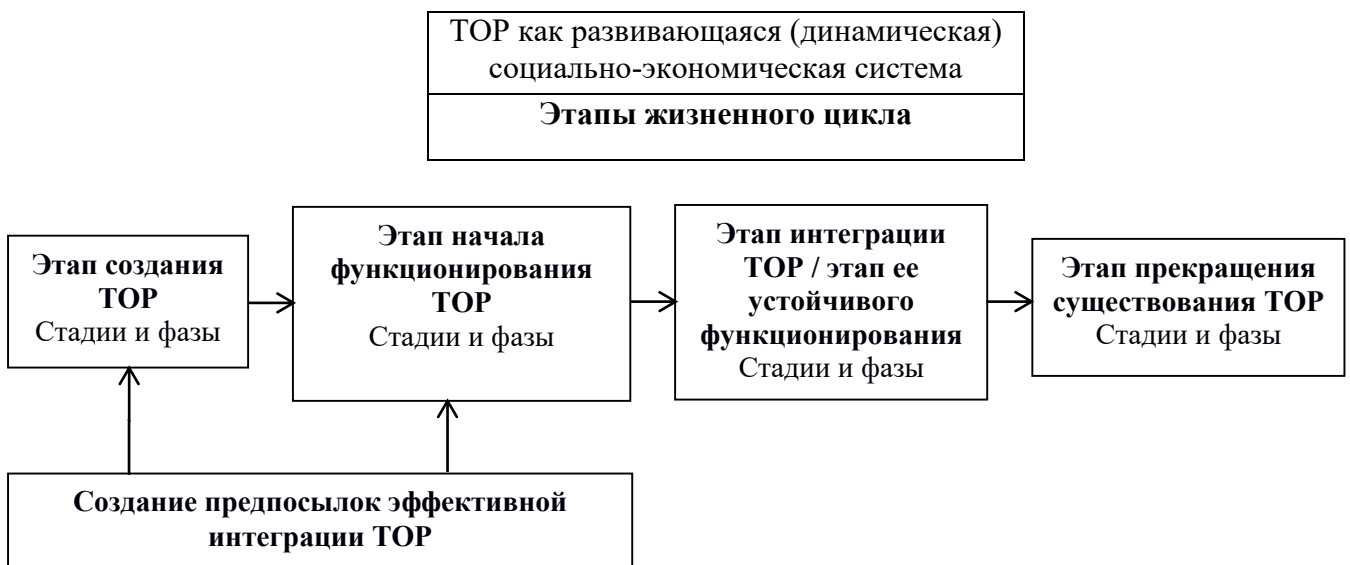 ТОР как развивающаяся (динамическая)
социально-экономическая система
Этапы жизненного цикла
Этап создания
ТОР
Стадии и фазы
Этап начала
функционирования
ТОР
Стадии и фазы
Этап интеграции
ТОР / этап ее
устойчивого
функционирования
Стадии и фазы
Этап прекращения
существования ТОР
Стадии и фазы
Создание предпосылок эффективной
интеграции ТОР